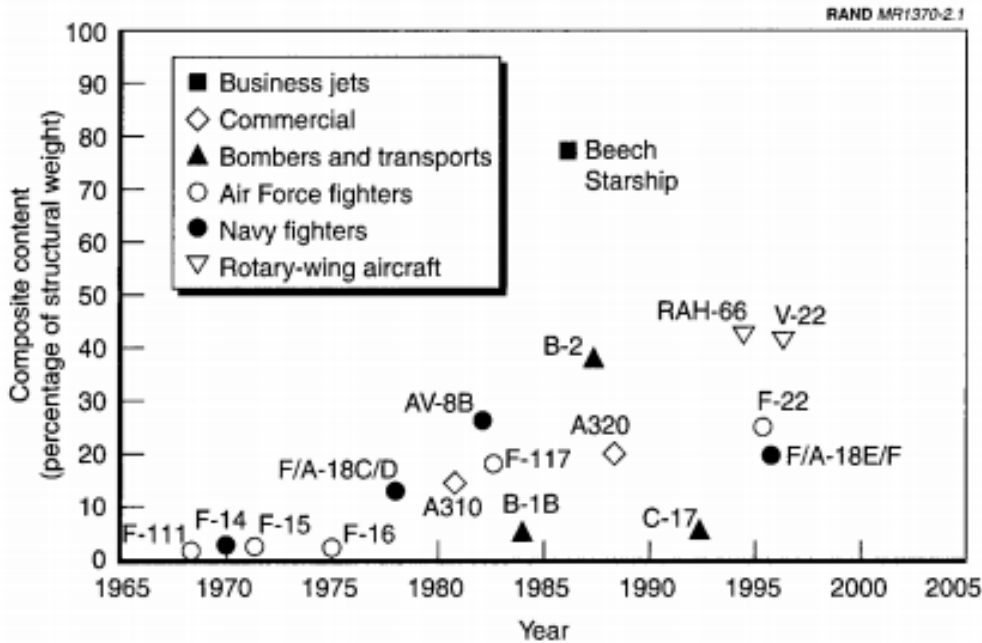 RAND MR1370-2.1
100
90
80
70
60
50
40
30
20
10
0
Composite content
(percentage of structural weight)
Business jets
Commercial
Bombers and transports
Air Force fighters
Navy fighters
Rotary-wing aircraft
Beech
Starship
RAH-66
V-22
B-2
AV-8B
A320
F-22
F/A-18C/D
F-117
F/A-18E/F
A310
B-1B
C-17
F-111
F-14
F-15
F-16
1965 1970 1975 1980 1985 1990 1995 2000 2005
Year